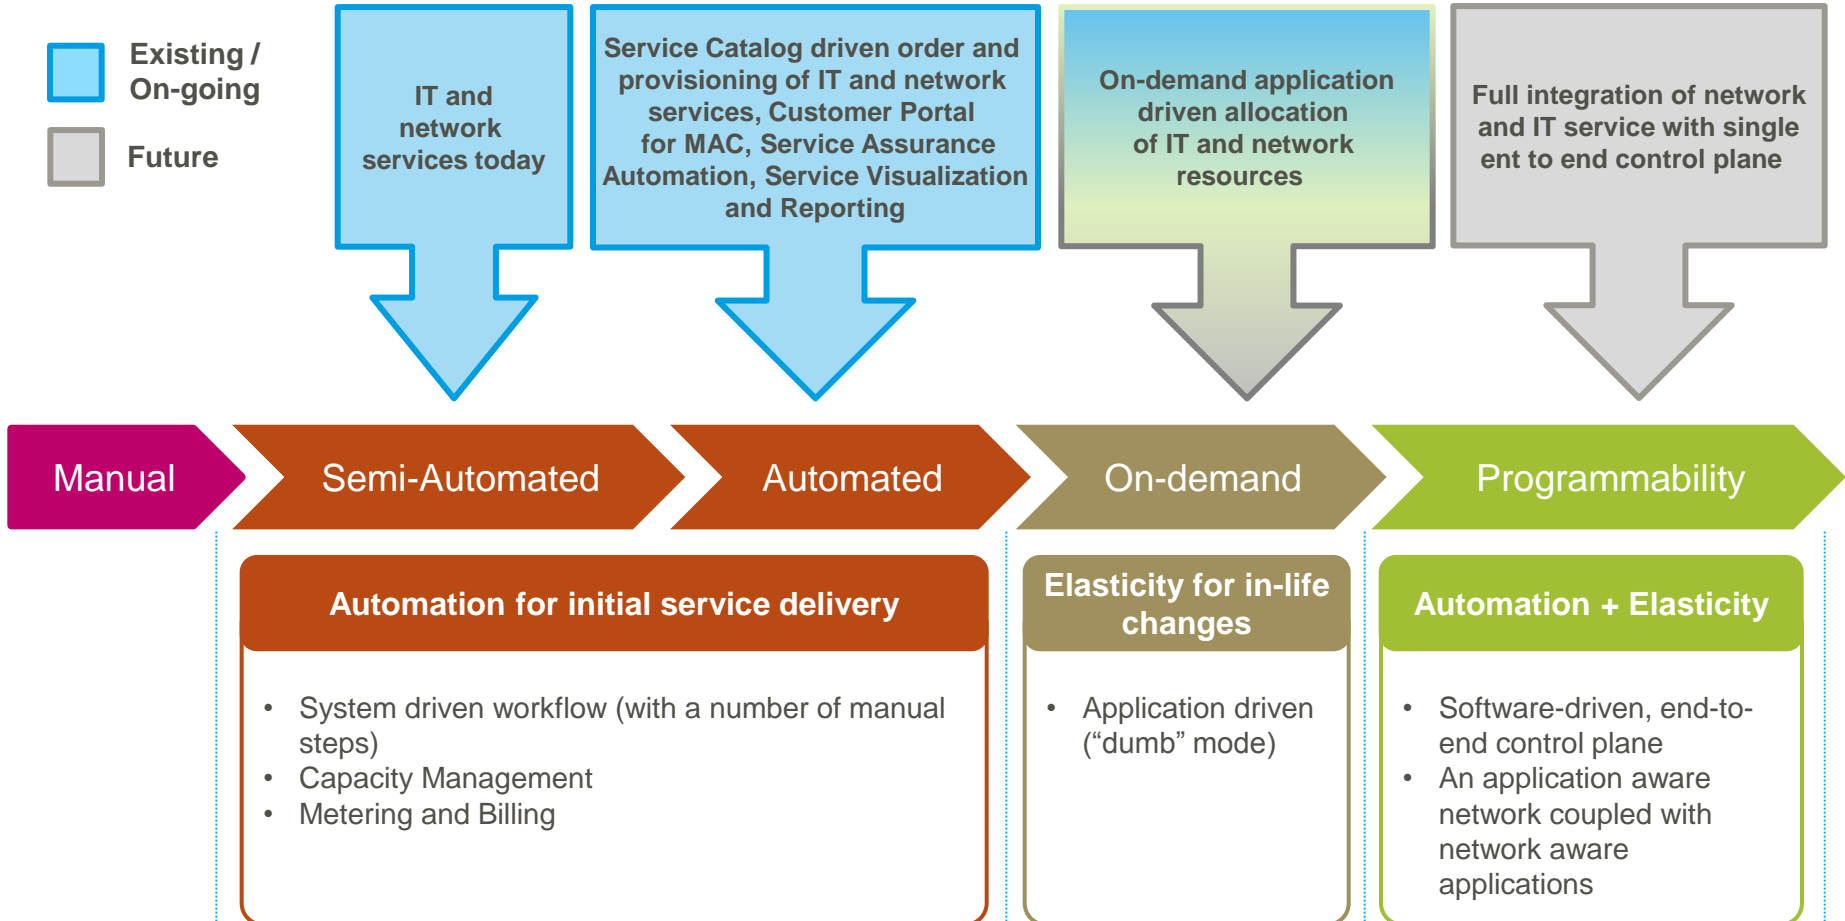 Existing /
On-going
Future
IT and
network
services today
Service Catalog driven order and
provisioning of IT and network
services, Customer Portal
for MAC, Service Assurance
Automation, Service Visualization
and Reporting
On-demand application
driven allocation
of IT and network
resources
Full integration of network
and IT service with single
ent to end control plane
Manual
Semi-Automated
Automated
On-demand
Programmability
Automation for initial service delivery
• System driven workflow (with a number of manual
steps)
• Capacity Management
• Metering and Billing
Elasticity for in-life
changes
• Application driven
(“dumb” mode)
Automation + Elasticity
• Software-driven, end-to-
end control plane
• An application aware
network coupled with
network aware
applications